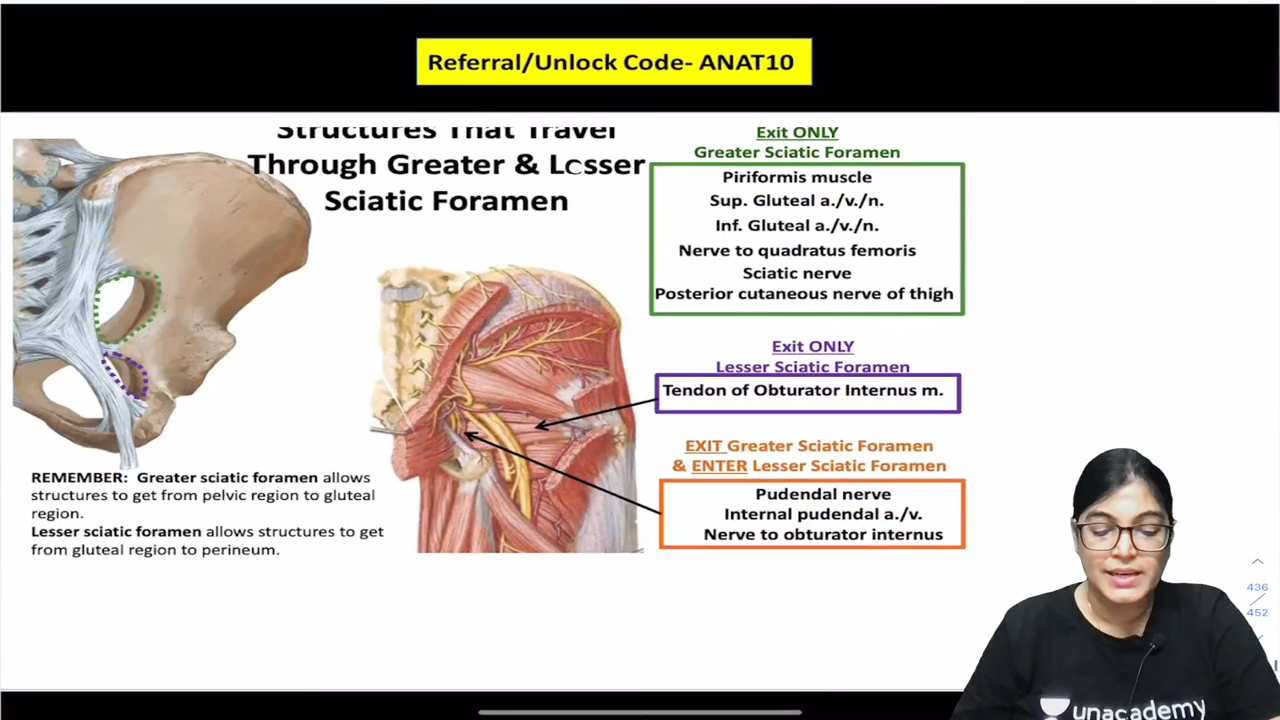 Referral/Unlock Code- ANAT10
Structures That Travel
Through Greater & Lesser
Sciatic Foramen
Exit ONLY
Greater Sciatic Foramen
Piriformis muscle
Sup. Gluteal a./v./n.
Inf. Gluteal a./v./n.
Nerve to quadratus femoris
Sciatic nerve
Posterior cutaneous nerve of thigh
Exit ONLY
Lesser Sciatic Foramen
Tendon of Obturator Internus m.
EXIT Greater Sciatic Foramen
& ENTER Lesser Sciatic Foramen
Pudendal nerve
Internal pudendal a./v.
Nerve to obturator internus
REMEMBER: Greater sciatic foramen allows
structures to get from pelvic region to gluteal
region.
Lesser sciatic foramen allows structures to get
from gluteal region to perineum.
436
452
unacademy